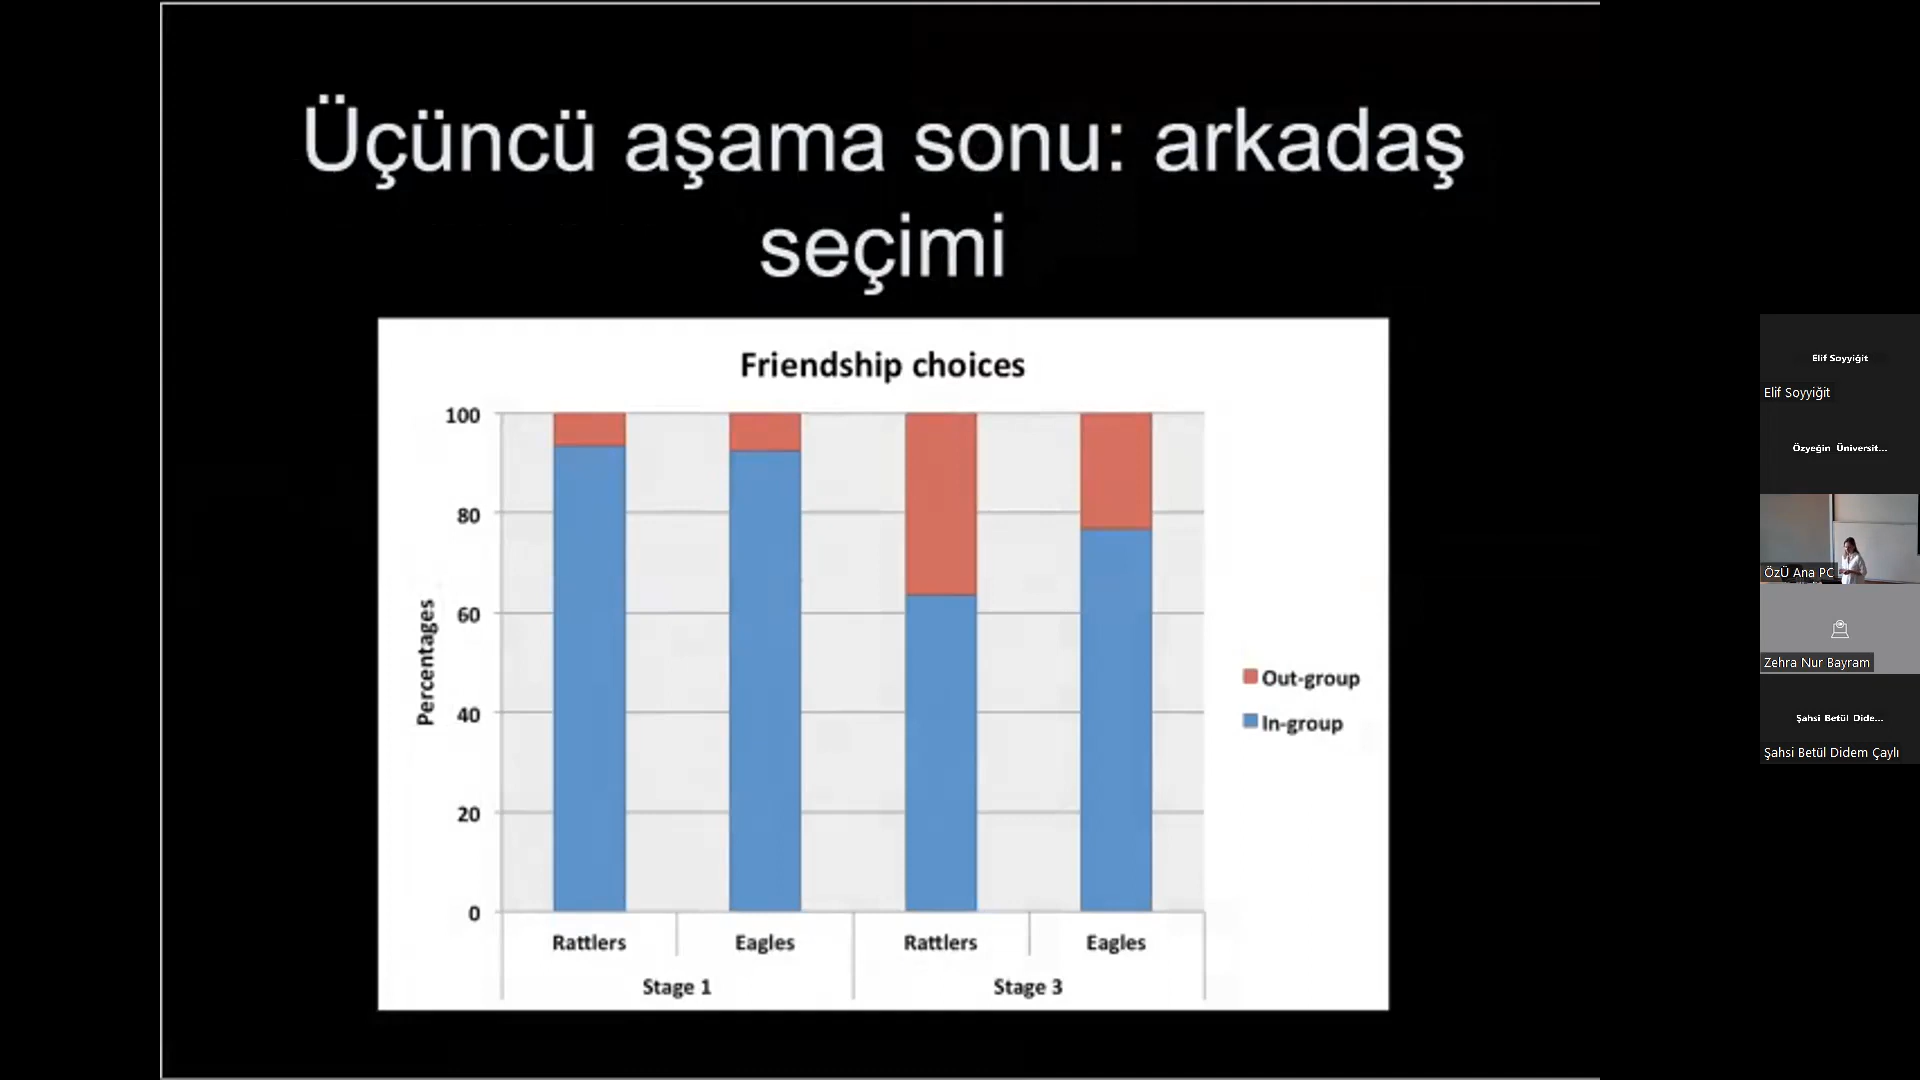 Üçüncü aşama sonu: arkadaş
seçimi
Friendship choices
100
80
60
40
20
0
Percentages
Rattlers
Eagles
Rattlers
Eagles
Stage 1
Stage 3
Out-group
In-group
Elif Soyyiğit
Elif Soyyiğit
Özyeğin Üniversit...
ÖzÜ Ana PC
Zehra Nur Bayram
Şahsi Betül Dide...
Şahsi Betül Didem Çaylı